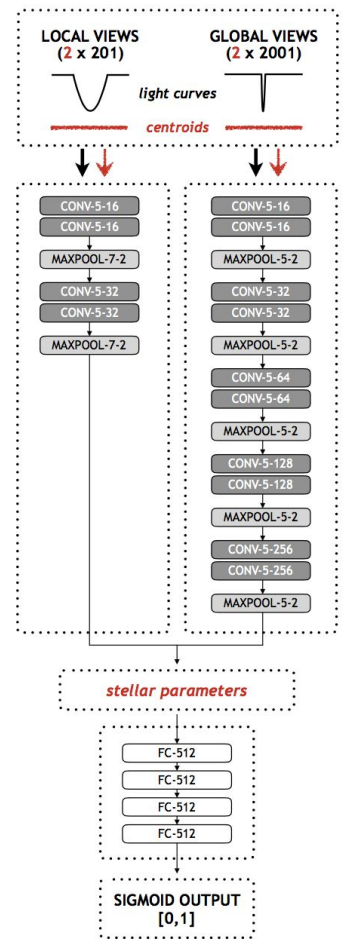 LOCAL VIEWS
(2 x 201)
GLOBAL VIEWS
(2 x 2001)
light curves
centroids
CONV-5-16
CONV-5-16
MAXPOOL-7-2
CONV-5-32
CONV-5-32
MAXPOOL-7-2
CONV-5-16
CONV-5-16
MAXPOOL-5-2
CONV-5-32
CONV-5-32
MAXPOOL-5-2
CONV-5-64
CONV-5-64
MAXPOOL-5-2
CONV-5-128
CONV-5-128
MAXPOOL-5-2
CONV-5-256
CONV-5-256
MAXPOOL-5-2
stellar parameters
FC-512
FC-512
FC-512
FC-512
SIGMOID OUTPUT
[0,1]